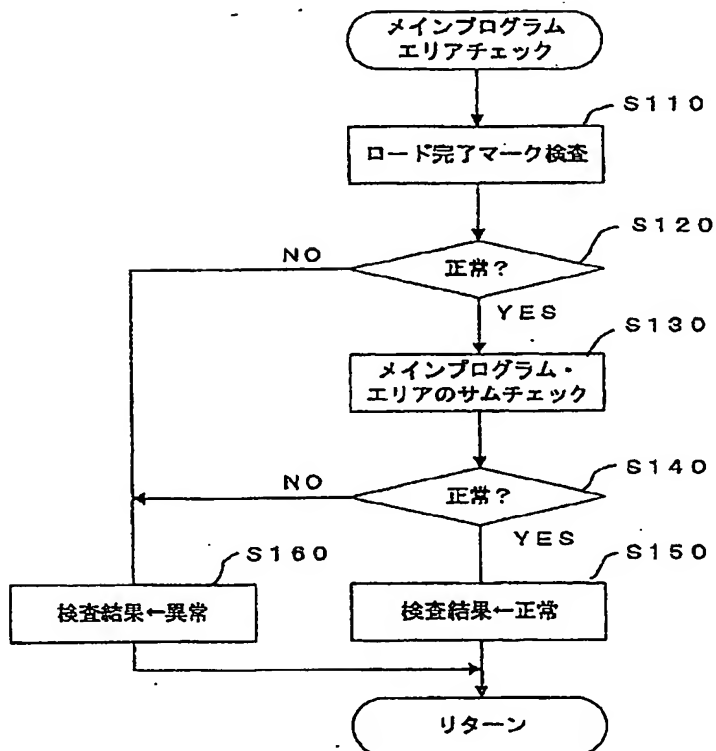 メインプログラム
エリアチェック
S110
ロード完了マーク検査
S120
NO
正常?
YES
S130
メインプログラム・
エリアのサムチェック
S140
NO
正常?
YES
S160
S150
検査結果←異常
検査結果←正常
リターン